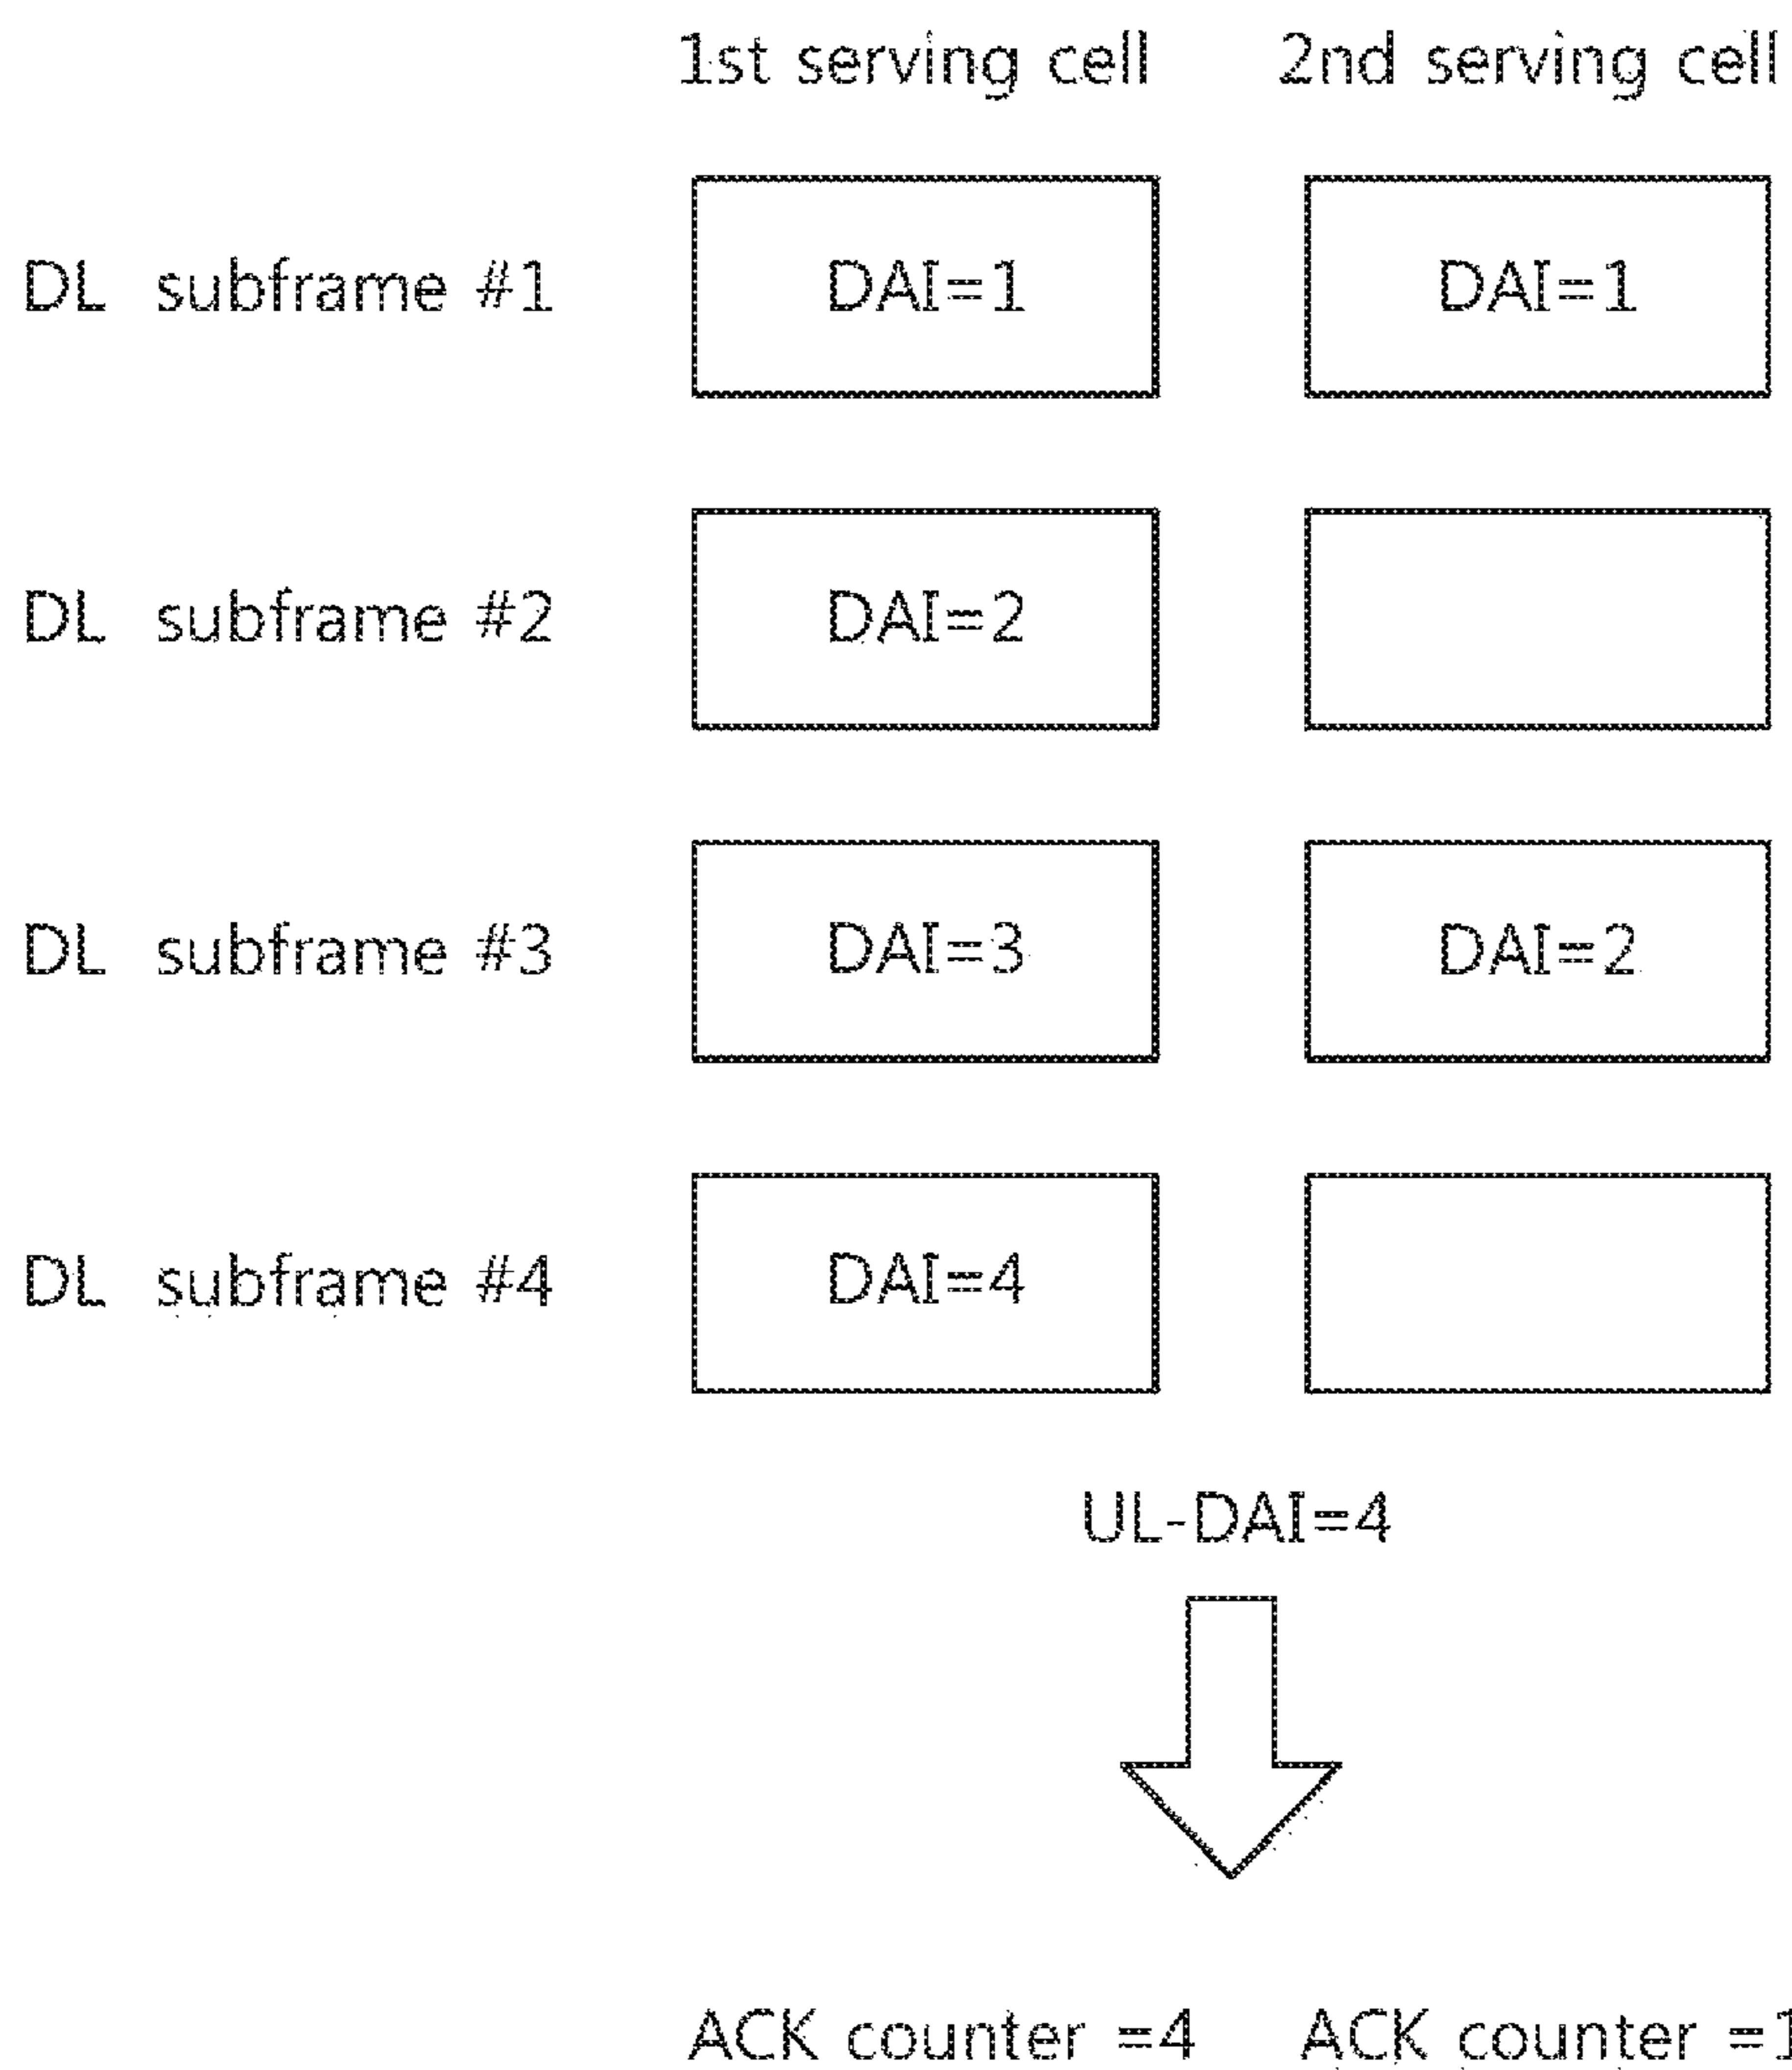 1st serving cell 2nd serving cell
DL subframe #1 DAI=1 DAI=1
DL subframe #2 DAI=2
DL subframe #3 DAI=3 DAI=2
DL subframe #4 DAI=4
UL-DAI=4
ACK counter =4 ACK counter =1